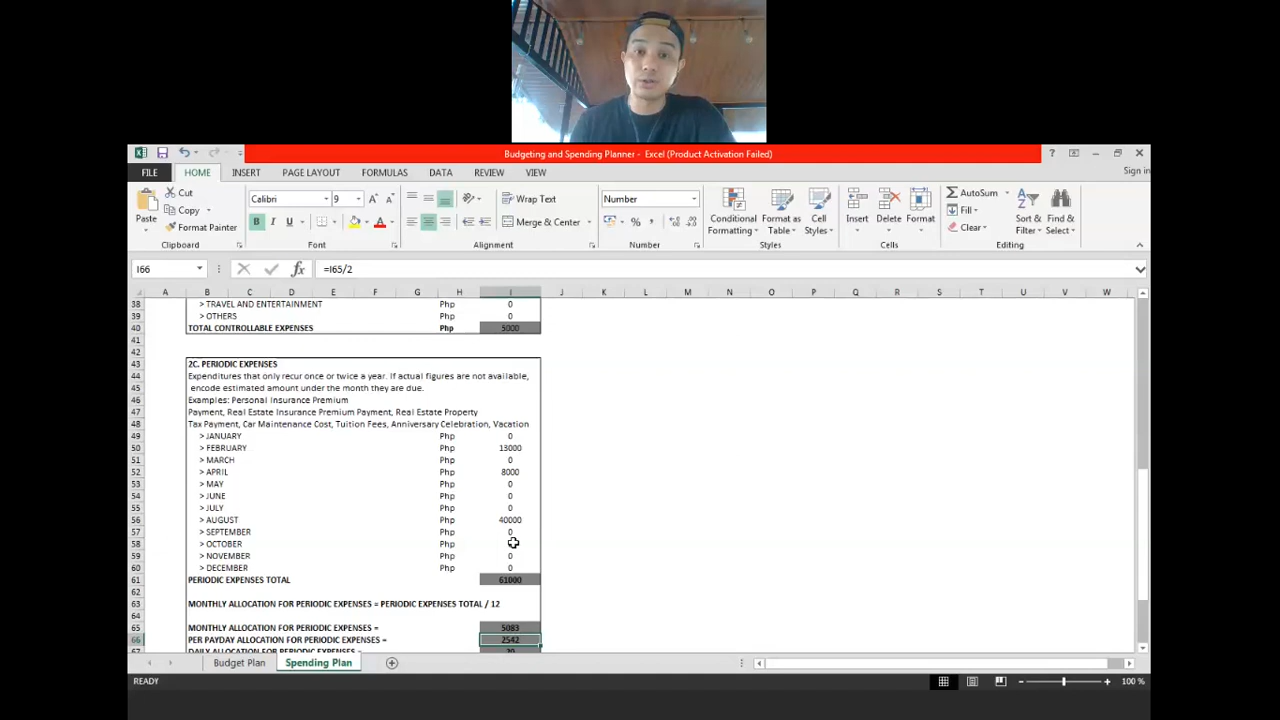 Budgeting and Spending Planner - Excel (Product Activation Failed)
FILE HOME INSERT PAGE LAYOUT FORMULAS DATA REVIEW VIEW Sign in
Cut
Copy
Format Painter
Paste
Clipboard
Calibri 9
B I U
Font
Wrap Text
Merge & Center
Alignment
Number
% ,
Number
Conditional Formatting
Format as Table
Cell Styles
Styles
Insert Delete Format
Cells
AutoSum
Fill
Clear
Sort & Filter
Find & Select
Editing
I66 fx =I65/2
A B C D E F G H I J K L M N O P Q R S T U V W
38 > TRAVEL AND ENTERTAINMENT Php 0
39 > OTHERS Php 0
40 TOTAL CONTROLLABLE EXPENSES Php 5000
41
42
43 2C. PERIODIC EXPENSES
44 Expenditures that only recur once or twice a year. If actual figures are not available,
45 encode estimated amount under the month they are due.
46 Examples: Personal Insurance Premium
47 Payment, Real Estate Insurance Premium Payment, Real Estate Property
48 Tax Payment, Car Maintenance Cost, Tuition Fees, Anniversary Celebration, Vacation
49 > JANUARY Php 0
50 > FEBRUARY Php 13000
51 > MARCH Php 0
52 > APRIL Php 8000
53 > MAY Php 0
54 > JUNE Php 0
55 > JULY Php 0
56 > AUGUST Php 40000
57 > SEPTEMBER Php 0
58 > OCTOBER Php 0
59 > NOVEMBER Php 0
60 > DECEMBER Php 0
61 PERIODIC EXPENSES TOTAL 61000
62
63 MONTHLY ALLOCATION FOR PERIODIC EXPENSES = PERIODIC EXPENSES TOTAL / 12
64
65 MONTHLY ALLOCATION FOR PERIODIC EXPENSES = 5083
66 PER PAYDAY ALLOCATION FOR PERIODIC EXPENSES = 2542
67 DAILY ALLOCATION FOR PERIODIC EXPENSES =
Budget Plan Spending Plan
READY 100 %